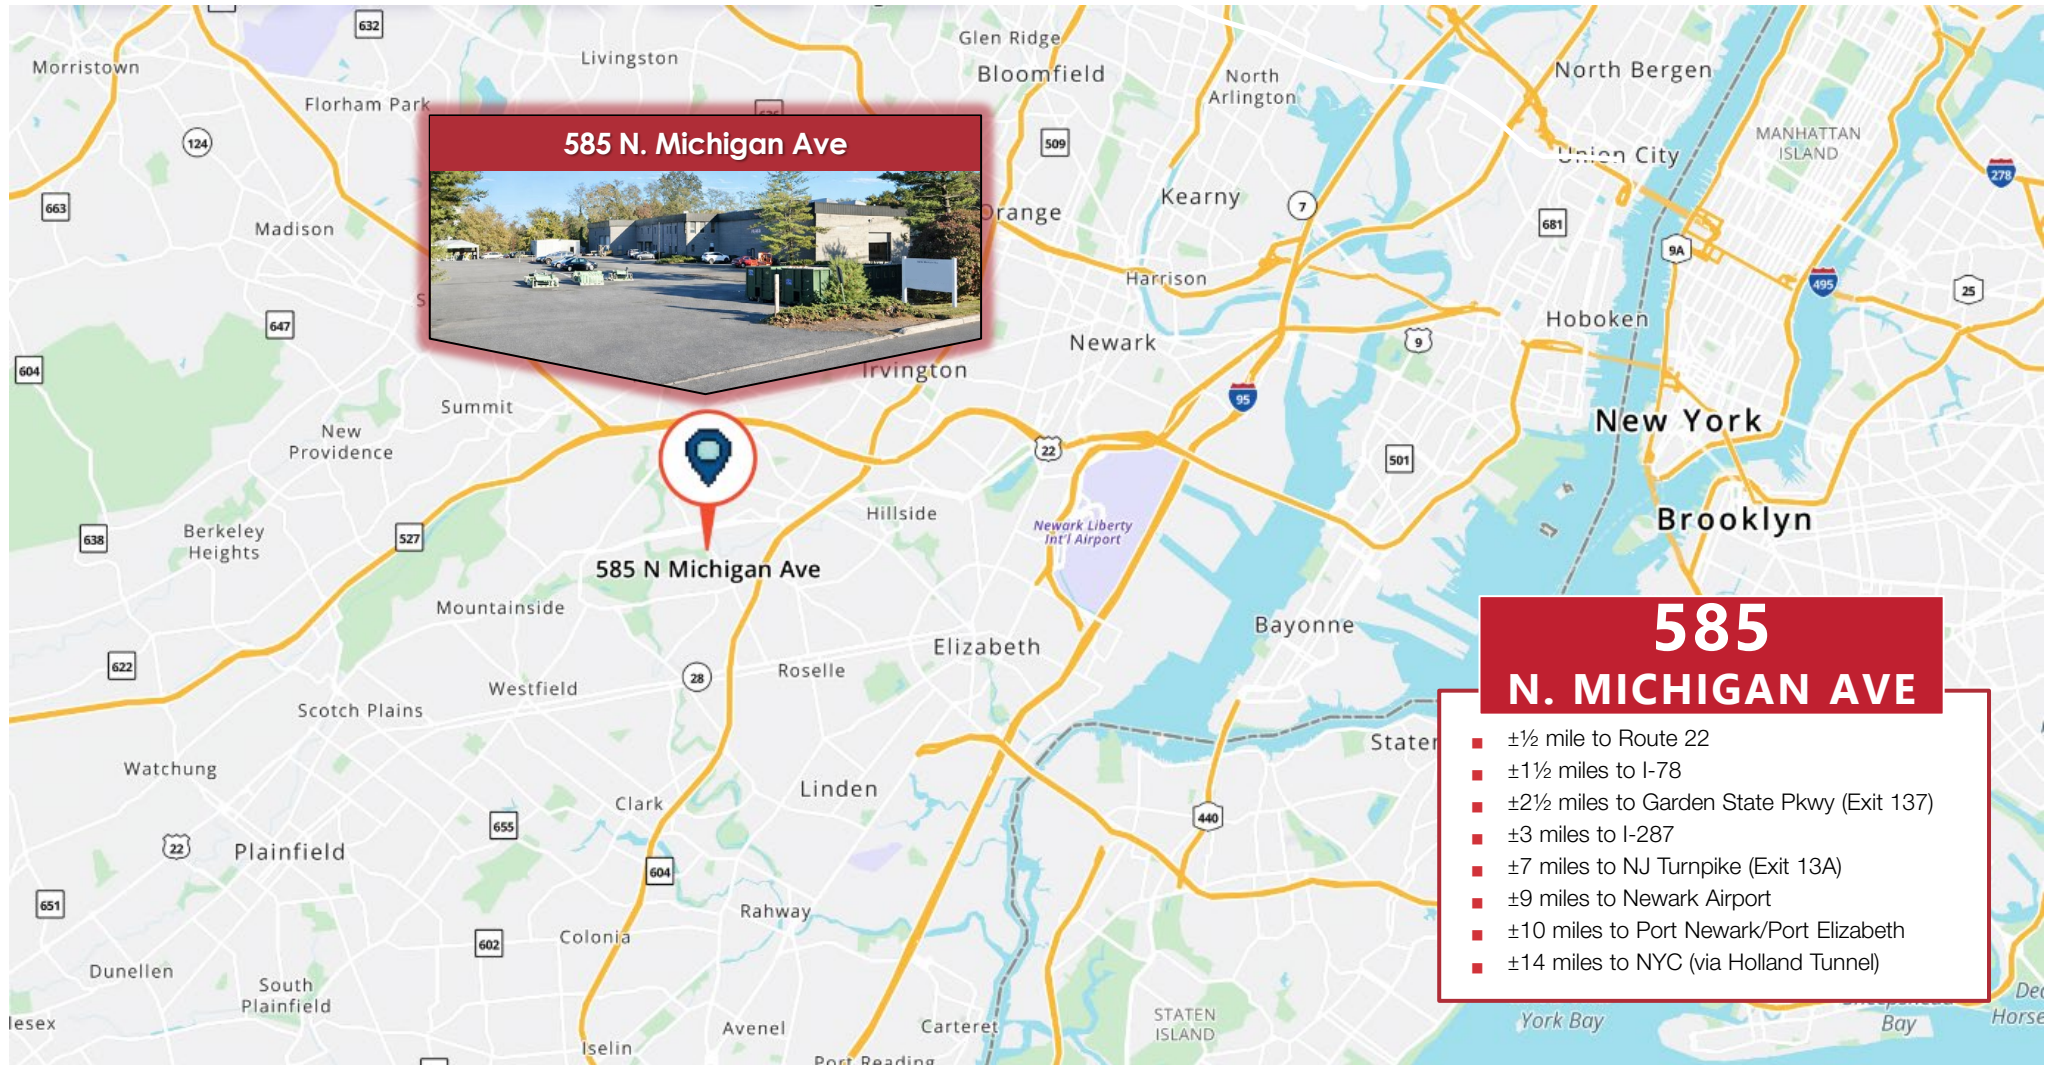 632
Morristown
Livingston
Glen Ridge
Bloomfield
North
Arlington
North Bergen
Florham Park
124
509
MANHATTAN
ISLAND
Union City
278
585 N. Michigan Ave
663
Madison
Orange
Kearny
7
681
9A
Harrison
495
25
647
Hoboken
604
Newark
9
Irvington
95
Summit
New
Providence
22
501
New York
Hillside
Newark Liberty
Int'l Airport
Brooklyn
638
Berkeley
Heights
527
585 N Michigan Ave
Mountainside
Bayonne
Elizabeth
622
28
Roselle
Westfield
Scotch Plains
Stater
585
N. MICHIGAN AVE
±½ mile to Route 22
±1½ miles to I-78
±2½ miles to Garden State Pkwy (Exit 137)
±3 miles to I-287
±7 miles to NJ Turnpike (Exit 13A)
±9 miles to Newark Airport
±10 miles to Port Newark/Port Elizabeth
±14 miles to NYC (via Holland Tunnel)
Watchung
Linden
Clark
655
440
22
Plainfield
604
651
Rahway
602
Colonia
Dunellen
South
Plainfield
lesex
Avenel
Carteret
STATEN
ISLAND
York Bay
Bay
Horse
Iselin
Port Reading